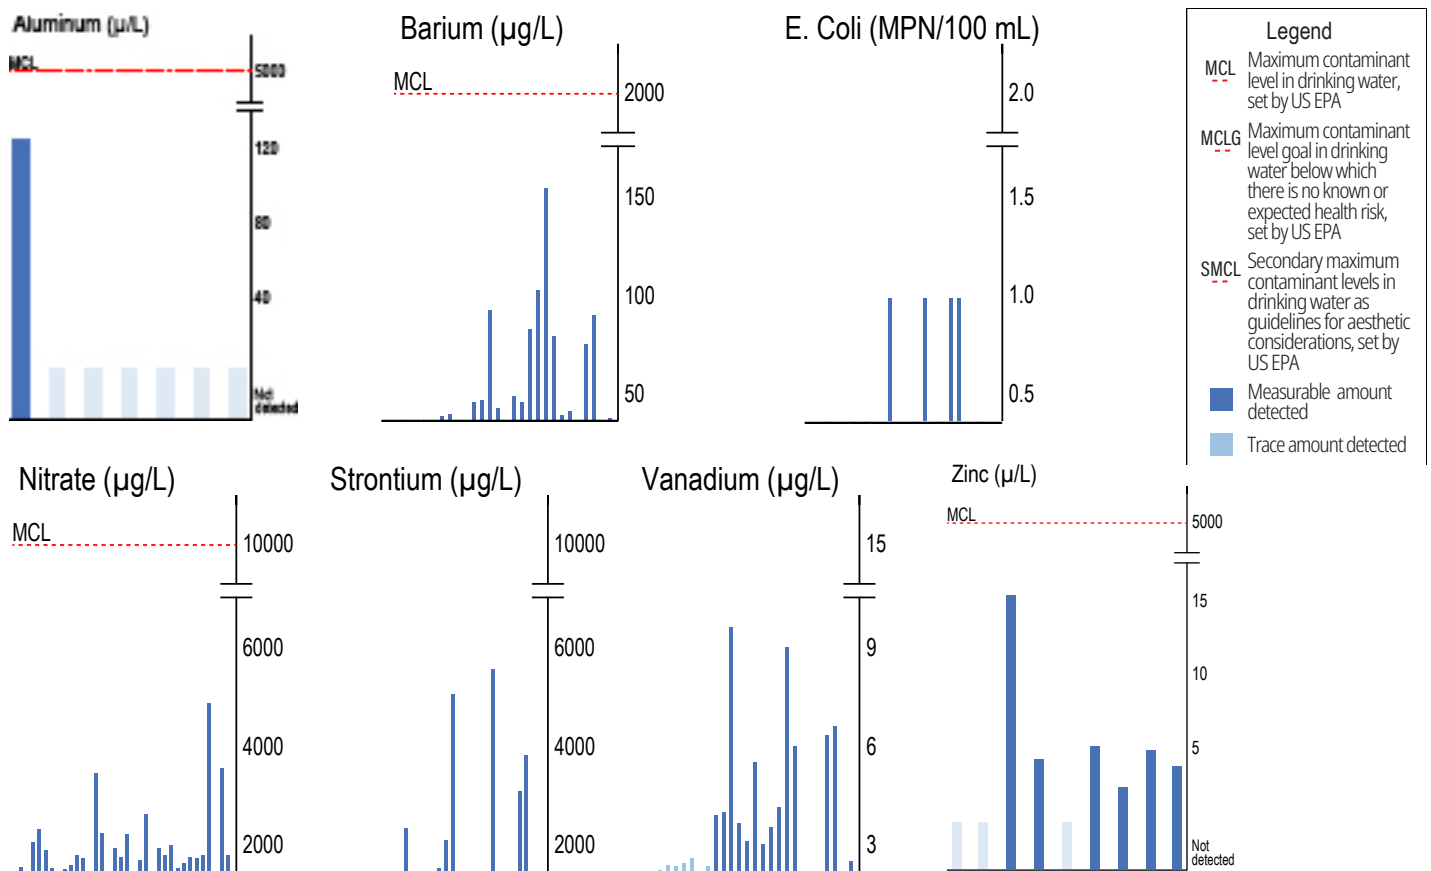 Aluminum (µ/L)
MCL
5000
120
80
40
Not
detected
Barium (µg/L)
MCL
2000
150
100
50
E. Coli (MPN/100 mL)
2.0
1.5
1.0
0.5
Legend
MCL Maximum contaminant
level in drinking water,
set by US EPA
MCLG Maximum contaminant
level goal in drinking
water below which
there is no known or
expected health risk,
set by US EPA
SMCL Secondary maximum
contaminant levels in
drinking water as
guidelines for aesthetic
considerations, set by
US EPA
Measurable amount
detected
Trace amount detected
Nitrate (µg/L)
MCL
10000
6000
4000
2000
Strontium (µg/L)
10000
6000
4000
2000
Vanadium (µg/L)
15
9
6
3
Zinc (µ/L)
MCL
5000
15
10
5
Not
detected